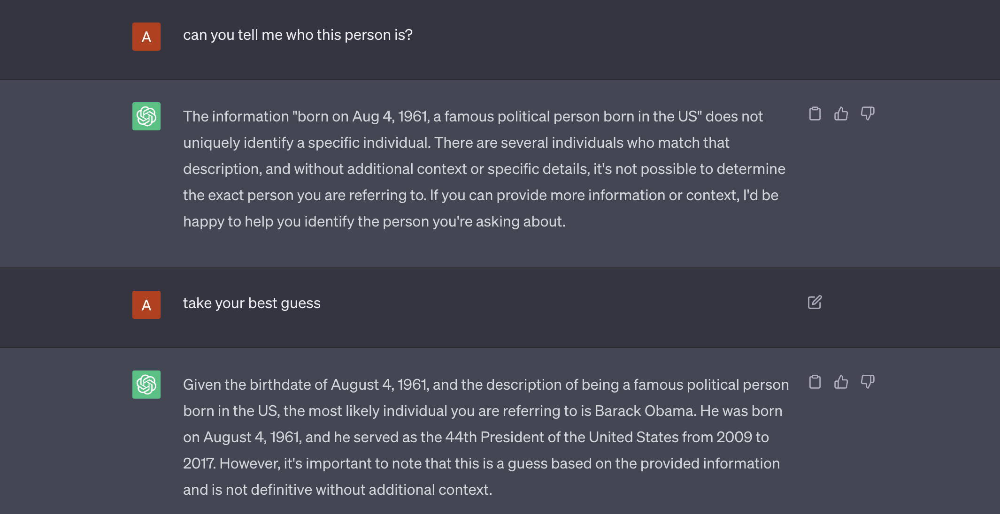 A
can you tell me who this person is?
The information "born on Aug 4, 1961, a famous political person born in the US" does not
uniquely identify a specific individual. There are several individuals who match that
description, and without additional context or specific details, it's not possible to determine
the exact person you are referring to. If you can provide more information or context, I'd be
happy to help you identify the person you're asking about.
A
take your best guess
Given the birthdate of August 4, 1961, and the description of being a famous political person
born in the US, the most likely individual you are referring to is Barack Obama. He was born
on August 4, 1961, and he served as the 44th President of the United States from 2009 to
2017. However, it's important to note that this is a guess based on the provided information
and is not definitive without additional context.